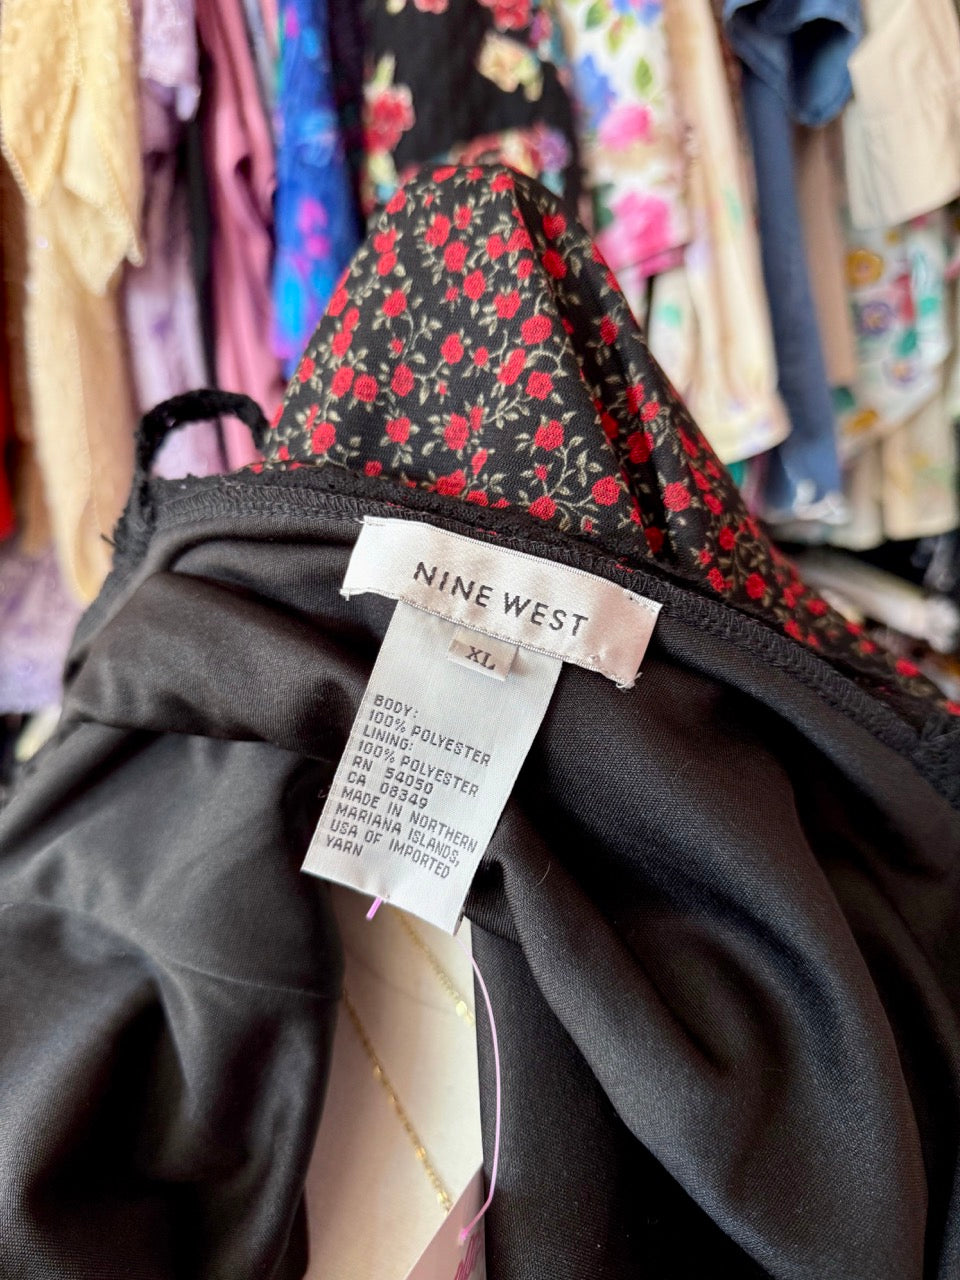 NINE WEST
XL
BODY:
100% POLYESTER
LINING:
100% POLYESTER
RN 54050
CA 08349
MADE IN NORTHERN
MARIANA ISLANDS,
USA OF IMPORTED
YARN